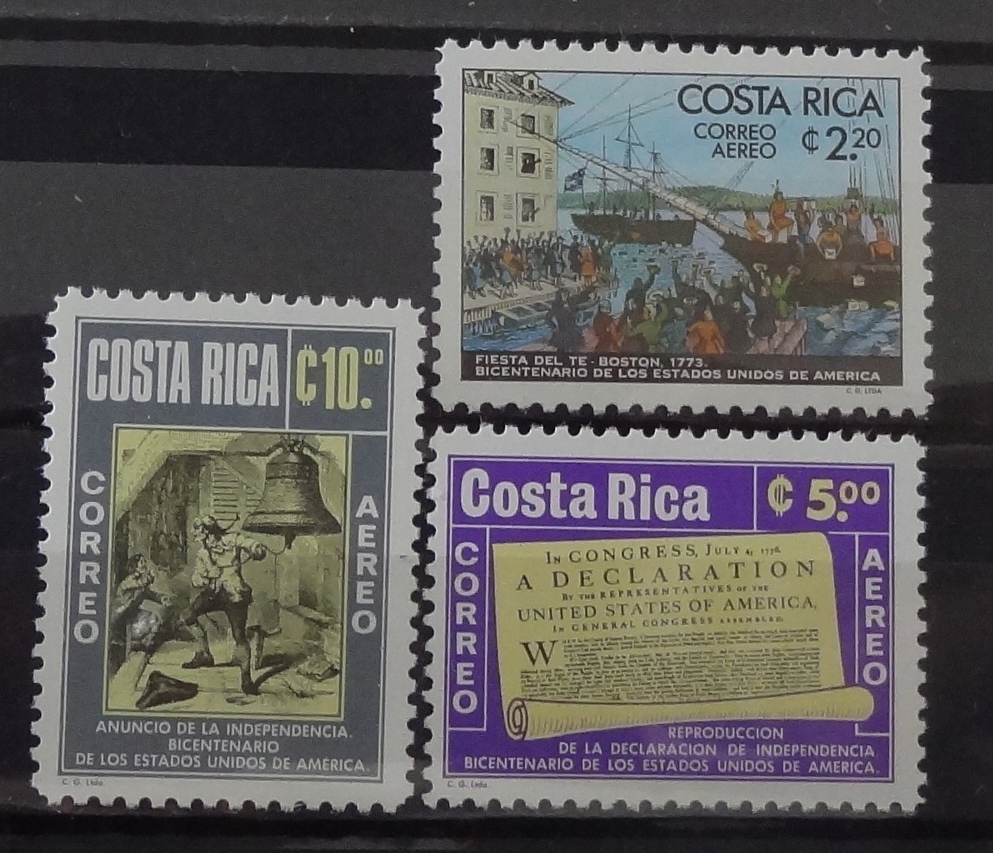 COSTA RICA
CORREO
AEREO
₡2.20
FIESTA DEL TE - BOSTON, 1773.
BICENTENARIO DE LOS ESTADOS UNIDOS DE AMERICA
C. G. LTDA
COSTA RICA ₡10.00
CORREO
AEREO
ANUNCIO DE LA INDEPENDENCIA.
BICENTENARIO
DE LOS ESTADOS UNIDOS DE AMERICA.
C. G. Ltda.
Costa Rica ₡ 5.00
CORREO
AEREO
IN CONGRESS, JULY 4, 1776.
A DECLARATION
BY THE REPRESENTATIVES OF THE
UNITED STATES OF AMERICA,
IN GENERAL CONGRESS ASSEMBLED.
REPRODUCCION
DE LA DECLARACION DE INDEPENDENCIA
BICENTENARIO DE LOS ESTADOS UNIDOS DE AMERICA.
C. G. Ltda.